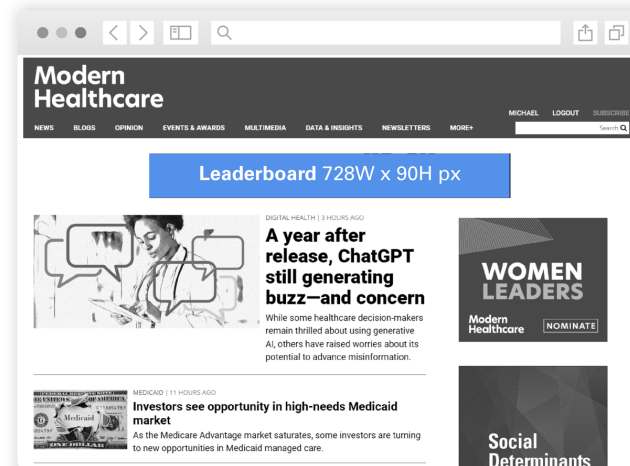 Modern
Healthcare
MICHAEL LOGOUT SUBSCRIBE
NEWS BLOGS OPINION EVENTS & AWARDS MULTIMEDIA DATA & INSIGHTS NEWSLETTERS MORE+
Search
Leaderboard 728W x 90H px
DIGITAL HEALTH | 3 HOURS AGO
A year after
release, ChatGPT
still generating
buzz—and concern
While some healthcare decision-makers
remain thrilled about using generative
AI, others have raised worries about its
potential to advance misinformation.
WOMEN
LEADERS
Modern
Healthcare
NOMINATE
Medicaid
ONE DOLLAR
MEDICAID | 11 HOURS AGO
Investors see opportunity in high-needs Medicaid
market
As the Medicare Advantage market saturates, some investors are turning
to new opportunities in Medicaid managed care.
Social
Determinants